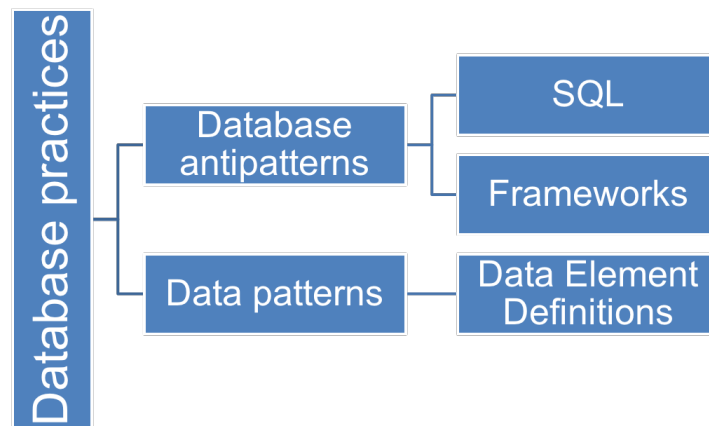 Database practices
Database
antipatterns
SQL
Frameworks
Data patterns
Data Element
Definitions